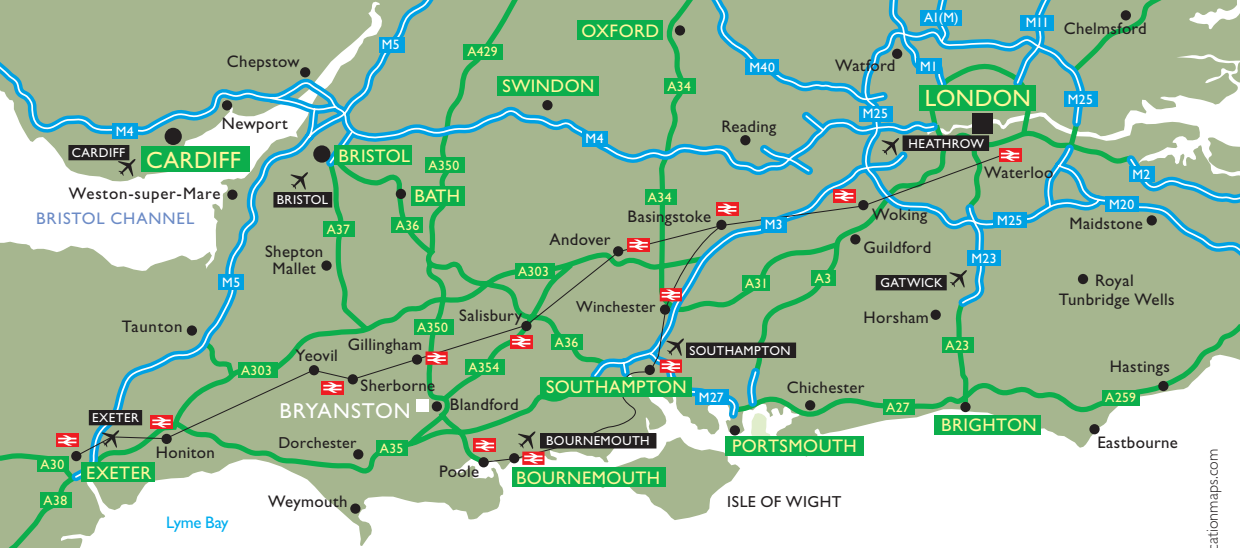 A1(M)
M11
Chelmsford
M5
A429
OXFORD
Chepstow
M40
Watford
M1
SWINDON
A34
LONDON
M25
M25
Newport
M4
Reading
M4
CARDIFF
CARDIFF
BRISTOL
HEATHROW
Waterloo
A350
M2
Weston-super-Mare
BRISTOL
BATH
A34
BRISTOL CHANNEL
A37
A36
Basingstoke
M3
Woking
M25
M20
Maidstone
Andover
Guildford
Shepton
Mallet
A303
M23
M5
A31
A3
GATWICK
Royal
Tunbridge Wells
Winchester
Salisbury
Horsham
Taunton
A350
Gillingham
A36
A23
Yeovil
SOUTHAMPTON
A303
A354
Hastings
Sherborne
SOUTHAMPTON
Chichester
M27
A259
BRYANSTON
Blandford
A27
EXETER
BRIGHTON
Eastbourne
Dorchester
A35
BOURNEMOUTH
PORTSMOUTH
Honiton
A30
EXETER
Poole
BOURNEMOUTH
A38
Weymouth
ISLE OF WIGHT
Lyme Bay
cationmaps.com